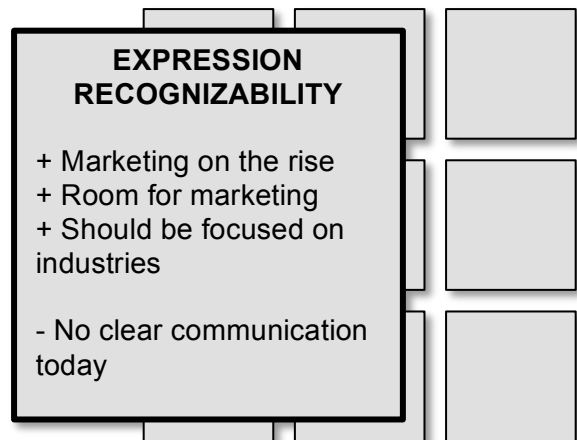 EXPRESSION
RECOGNIZABILITY
+ Marketing on the rise
+ Room for marketing
+ Should be focused on
industries
- No clear communication
today